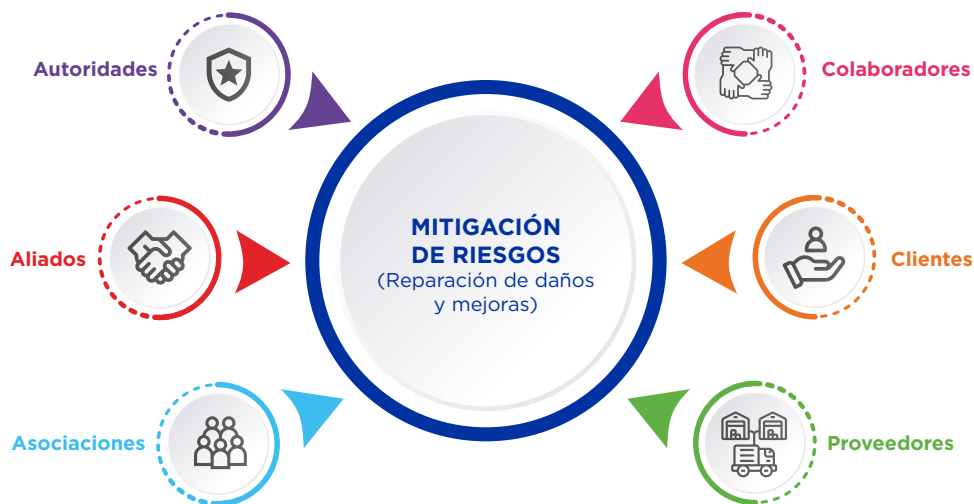 Autoridades
Colaboradores
Aliados
MITIGACIÓN
DE RIESGOS
(Reparación de daños
y mejoras)
Clientes
Asociaciones
Proveedores